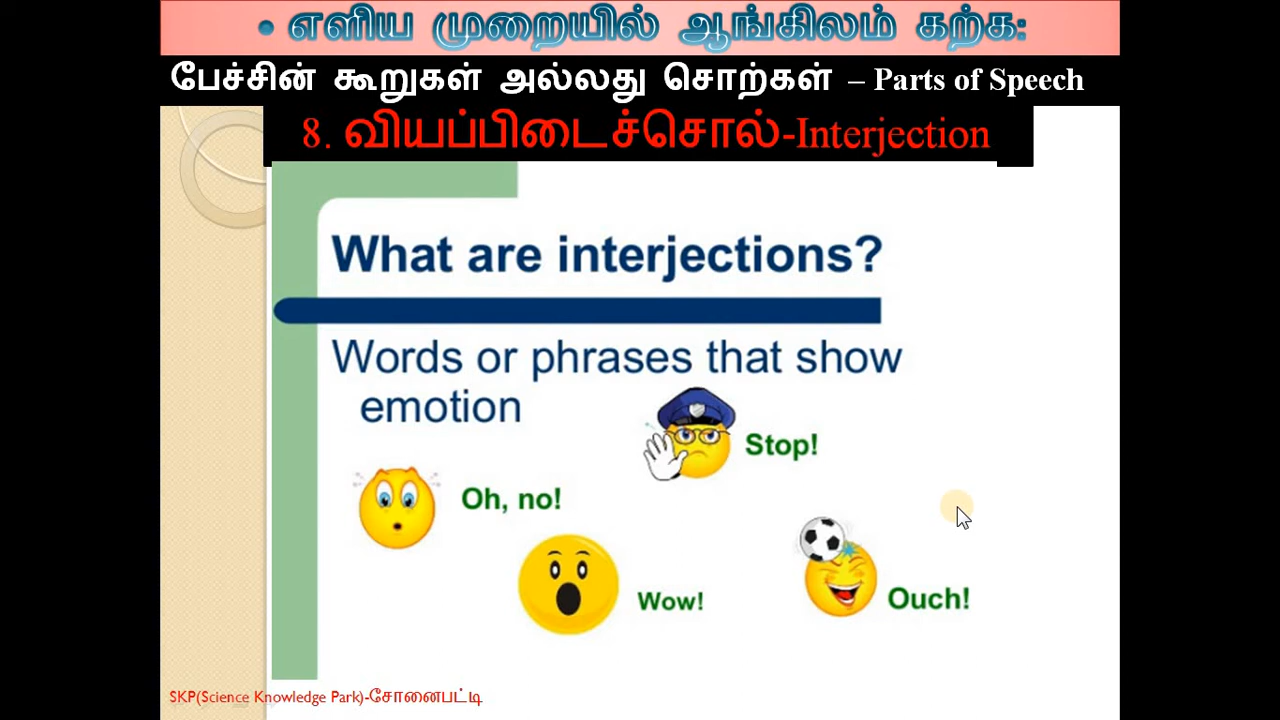 • எளிய முறையில் ஆங்கிலம் கற்க:
பேச்சின் கூறுகள் அல்லது சொற்கள் – Parts of Speech
8. வியப்பிடைச்சொல்-Interjection
What are interjections?
Words or phrases that show
emotion
Stop!
Oh, no!
Wow!
Ouch!
SKP(Science Knowledge Park)-சோனைபட்டி